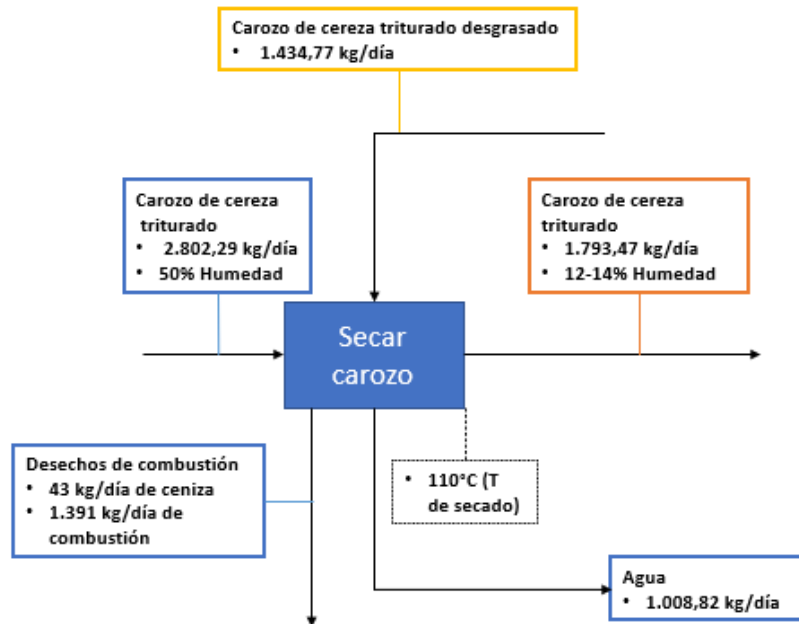 Carozo de cereza triturado desgrasado
• 1.434,77 kg/día
Carozo de cereza
triturado
• 2.802,29 kg/día
• 50% Humedad
Carozo de cereza
triturado
• 1.793,47 kg/día
• 12-14% Humedad
Secar
carozo
Desechos de combustión
• 43 kg/día de ceniza
• 1.391 kg/día de
combustión
• 110°C (T
de secado)
Agua
• 1.008,82 kg/día